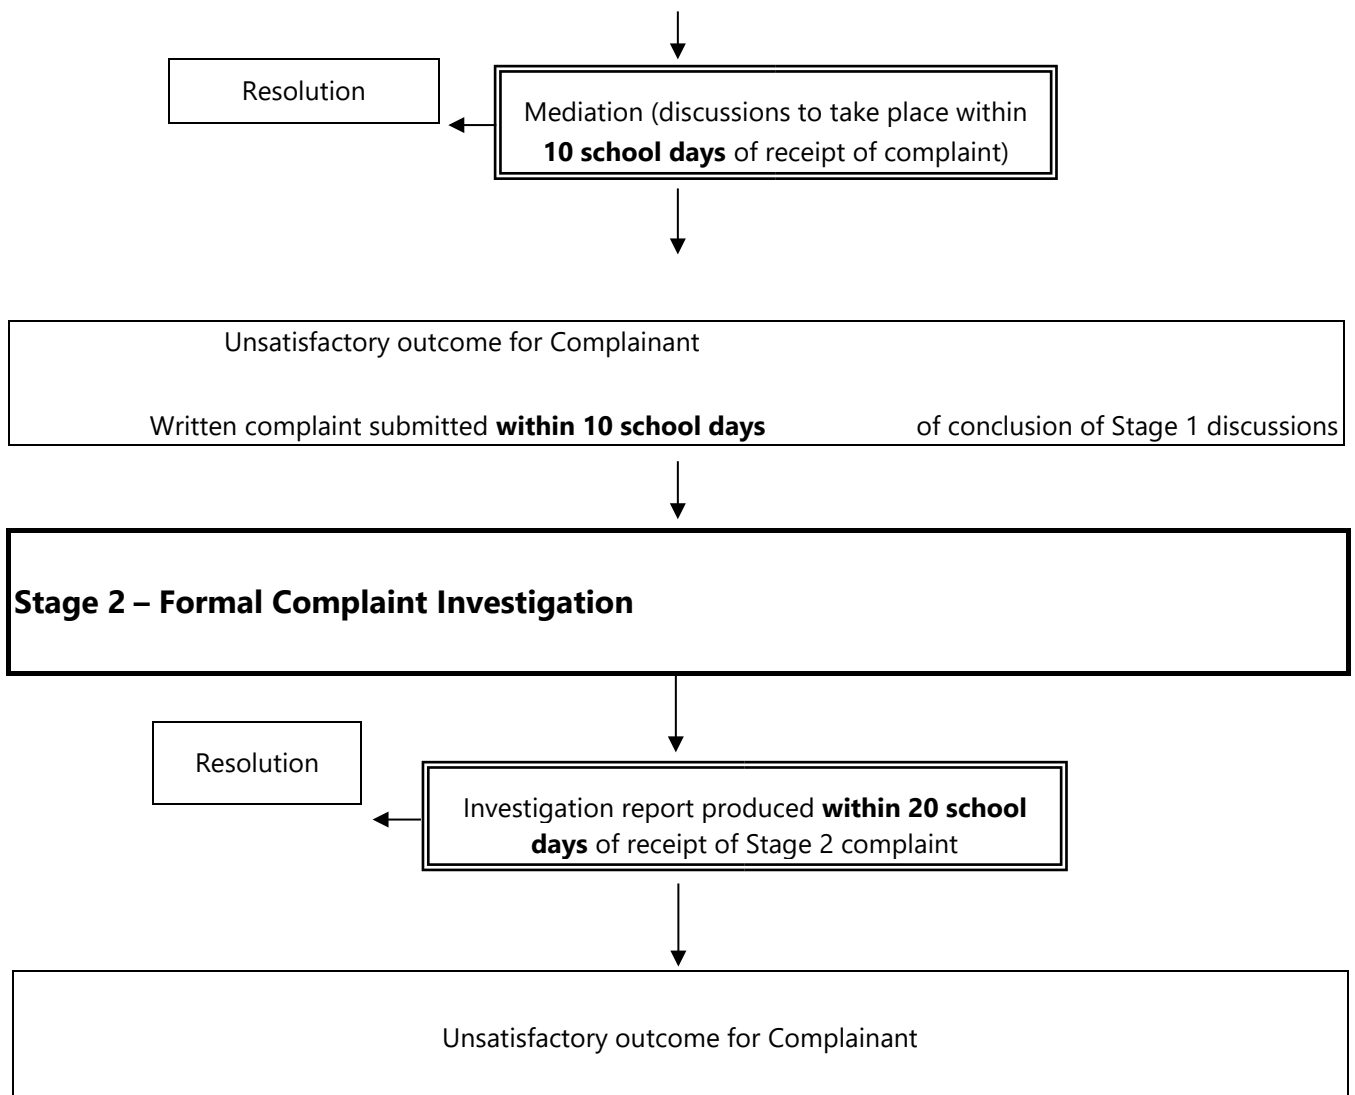 Resolution
Mediation (discussions to take place within
10 school days of receipt of complaint)
Unsatisfactory outcome for Complainant
Written complaint submitted within 10 school days of conclusion of Stage 1 discussions
Stage 2 – Formal Complaint Investigation
Resolution
Investigation report produced within 20 school
days of receipt of Stage 2 complaint
Unsatisfactory outcome for Complainant